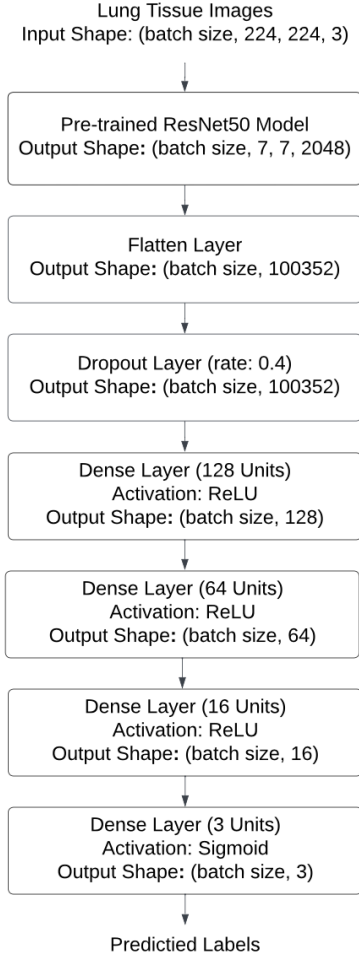 Lung Tissue Images
Input Shape: (batch size, 224, 224, 3)
Pre-trained ResNet50 Model
Output Shape: (batch size, 7, 7, 2048)
Flatten Layer
Output Shape: (batch size, 100352)
Dropout Layer (rate: 0.4)
Output Shape: (batch size, 100352)
Dense Layer (128 Units)
Activation: ReLU
Output Shape: (batch size, 128)
Dense Layer (64 Units)
Activation: ReLU
Output Shape: (batch size, 64)
Dense Layer (16 Units)
Activation: ReLU
Output Shape: (batch size, 16)
Dense Layer (3 Units)
Activation: Sigmoid
Output Shape: (batch size, 3)
Predictied Labels